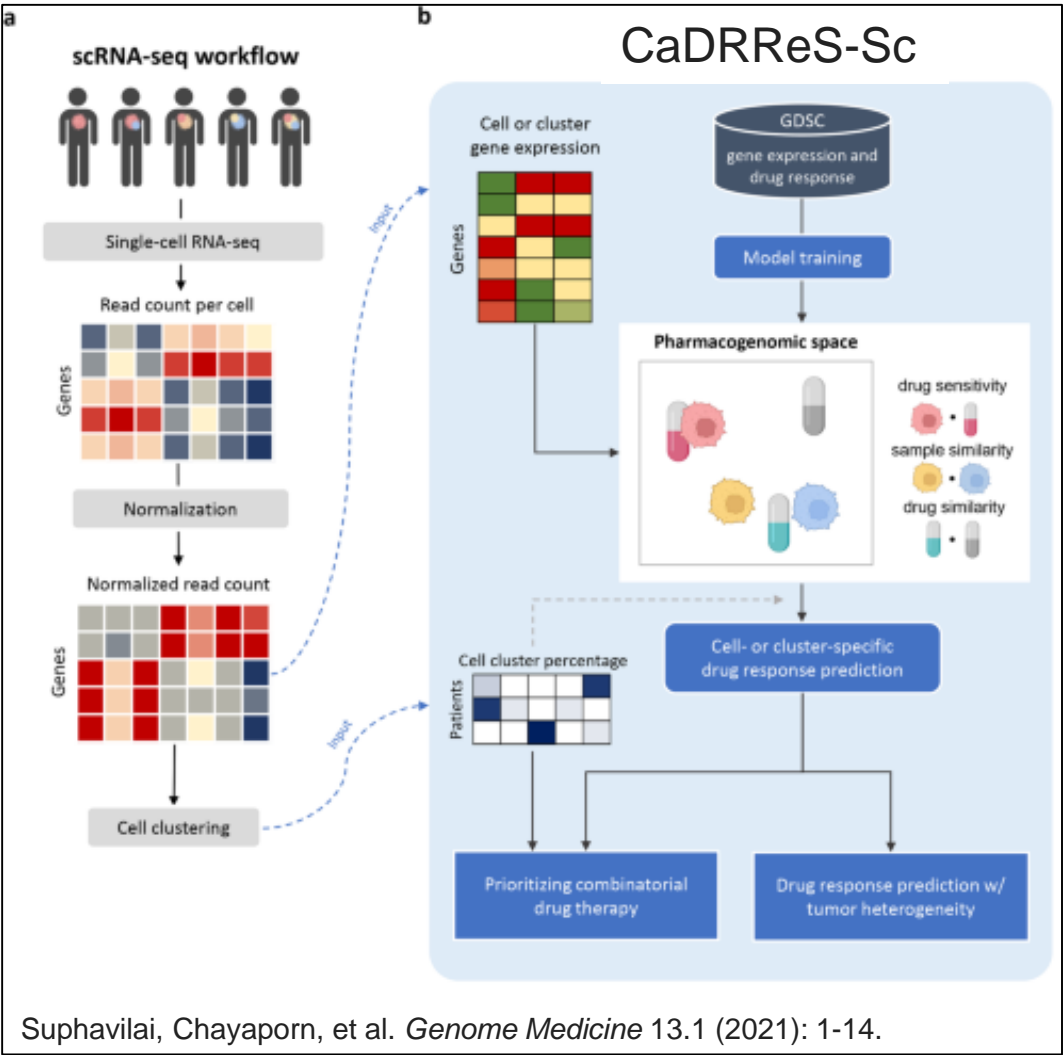 a
scRNA-seq workflow
Single-cell RNA-seq
Read count per cell
Genes
Normalization
Normalized read count
Genes
Cell clustering
Input
Input
b
CaDRReS-Sc
Cell or cluster
gene expression
Genes
GDSC
gene expression and
drug response
Model training
Pharmacogenomic space
drug sensitivity
sample similarity
drug similarity
Cell- or cluster-specific
drug response prediction
Cell cluster percentage
Patients
Prioritizing combinatorial
drug therapy
Drug response prediction w/
tumor heterogeneity
Suphavilai, Chayaporn, et al. Genome Medicine 13.1 (2021): 1-14.